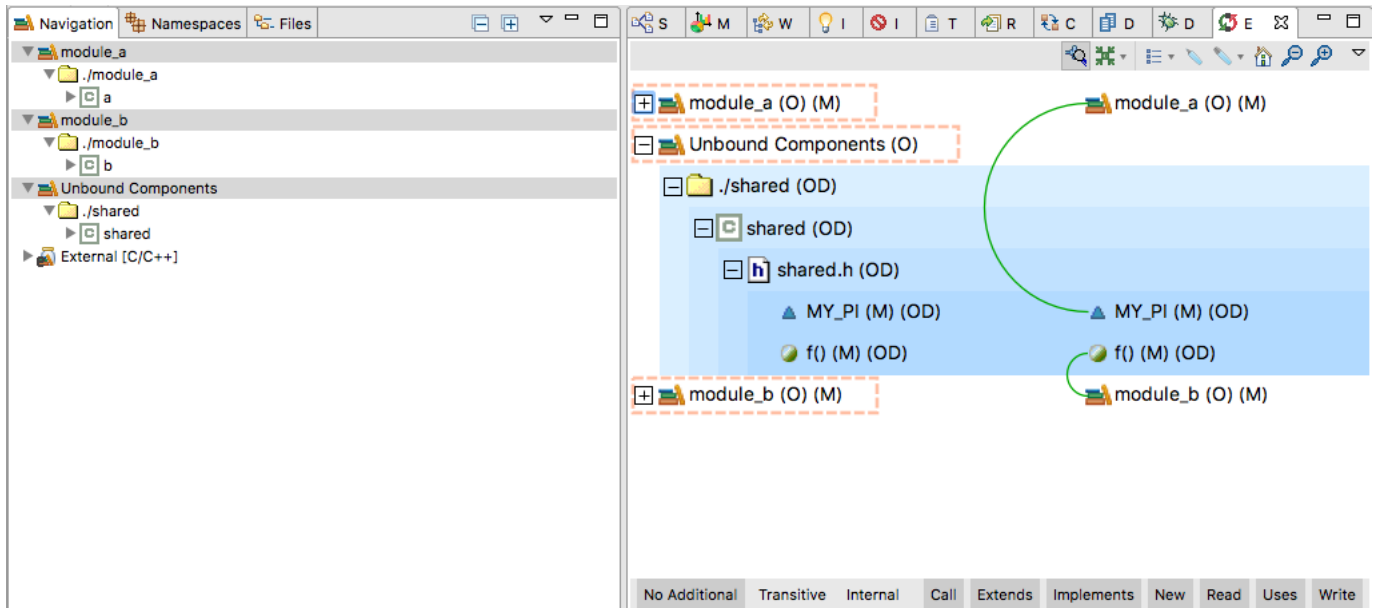 Navigation Namespaces Files
module_a
./module_a
C a
module_b
./module_b
C b
Unbound Components
./shared
C shared
External [C/C++]
S M W I I T R C D D E
module_a (O) (M) module_a (O) (M)
Unbound Components (O)
./shared (OD)
C shared (OD)
h shared.h (OD)
MY_PI (M) (OD) MY_PI (M) (OD)
f() (M) (OD) f() (M) (OD)
module_b (O) (M) module_b (O) (M)
No Additional Transitive Internal Call Extends Implements New Read Uses Write